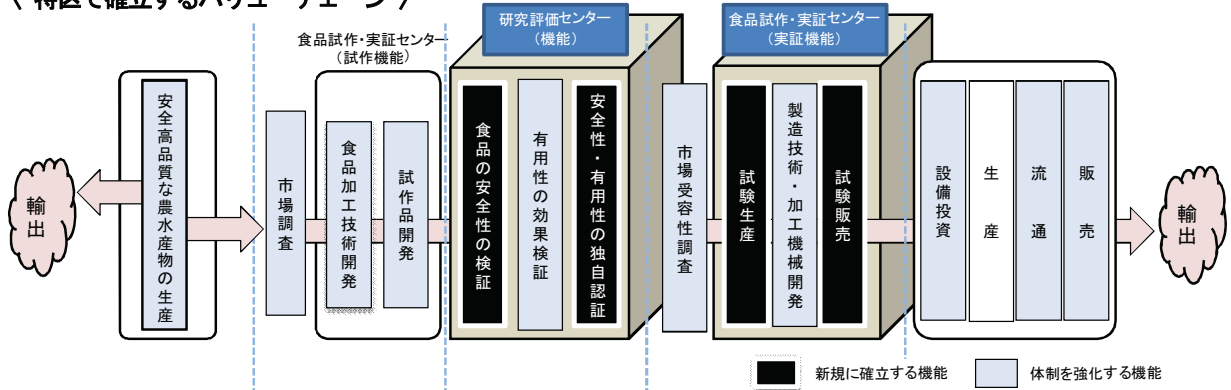 〈 特区で確立するバリューチェーン 〉
食品試作・実証センター
（試作機能）
研究評価センター
（機能）
食品試作・実証センター
（実証機能）
輸出
安全高品質な農水産物の生産
市場調査
食品加工技術開発
試作品開発
食品の安全性の検証
有用性の効果検証
安全性・有用性の独自認証
市場受容性調査
試験生産
製造技術・加工機械開発
試験販売
設備投資
生産
流通
販売
輸出
新規に確立する機能
体制を強化する機能